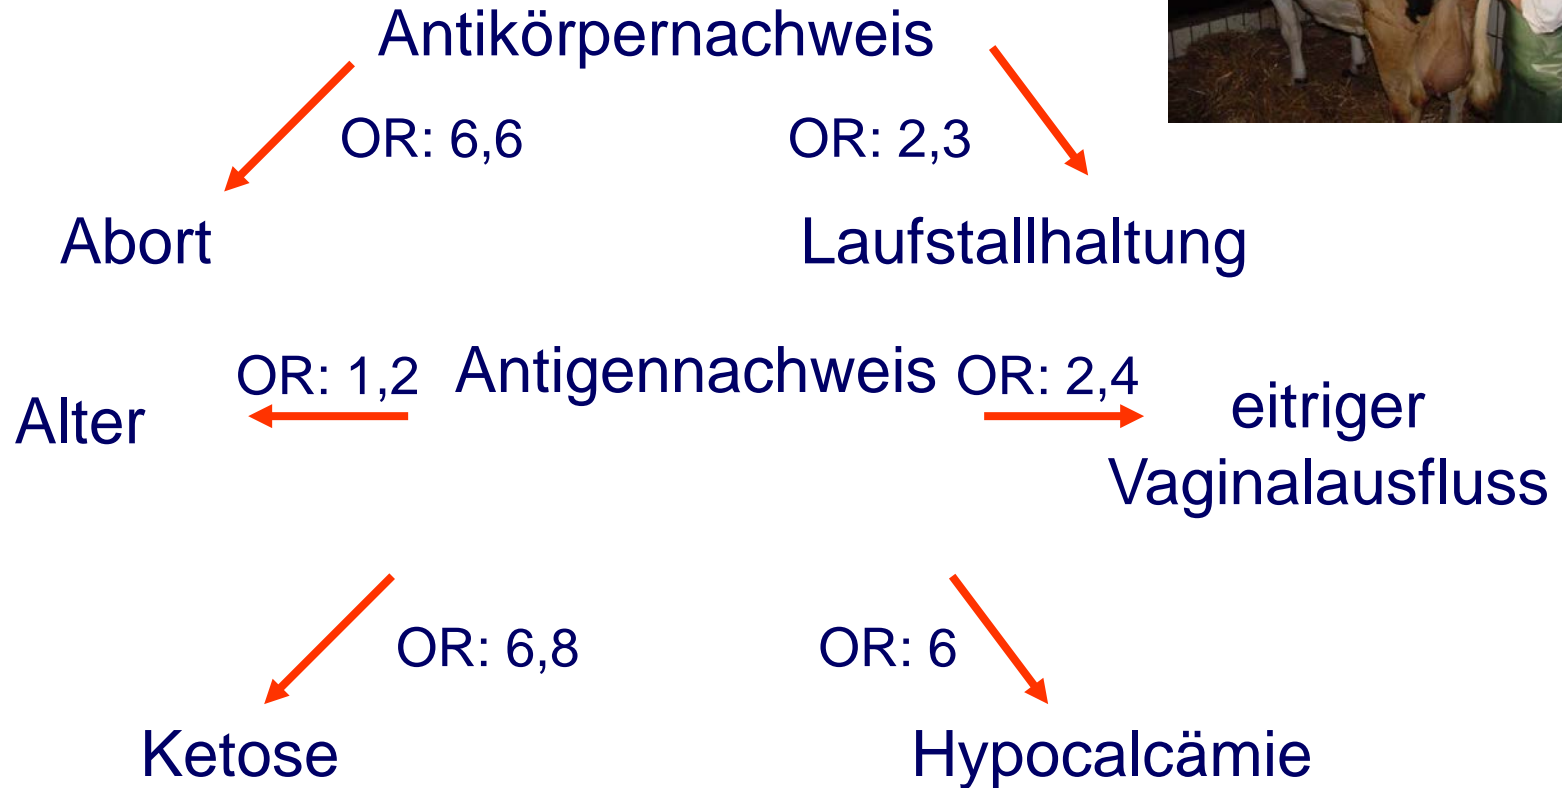 Antikörpernachweis
OR: 6,6
OR: 2,3
Abort
Laufstallhaltung
OR: 1,2
Antigennachweis
OR: 2,4
Alter
eitriger
Vaginalausfluss
OR: 6,8
OR: 6
Ketose
Hypocalcämie